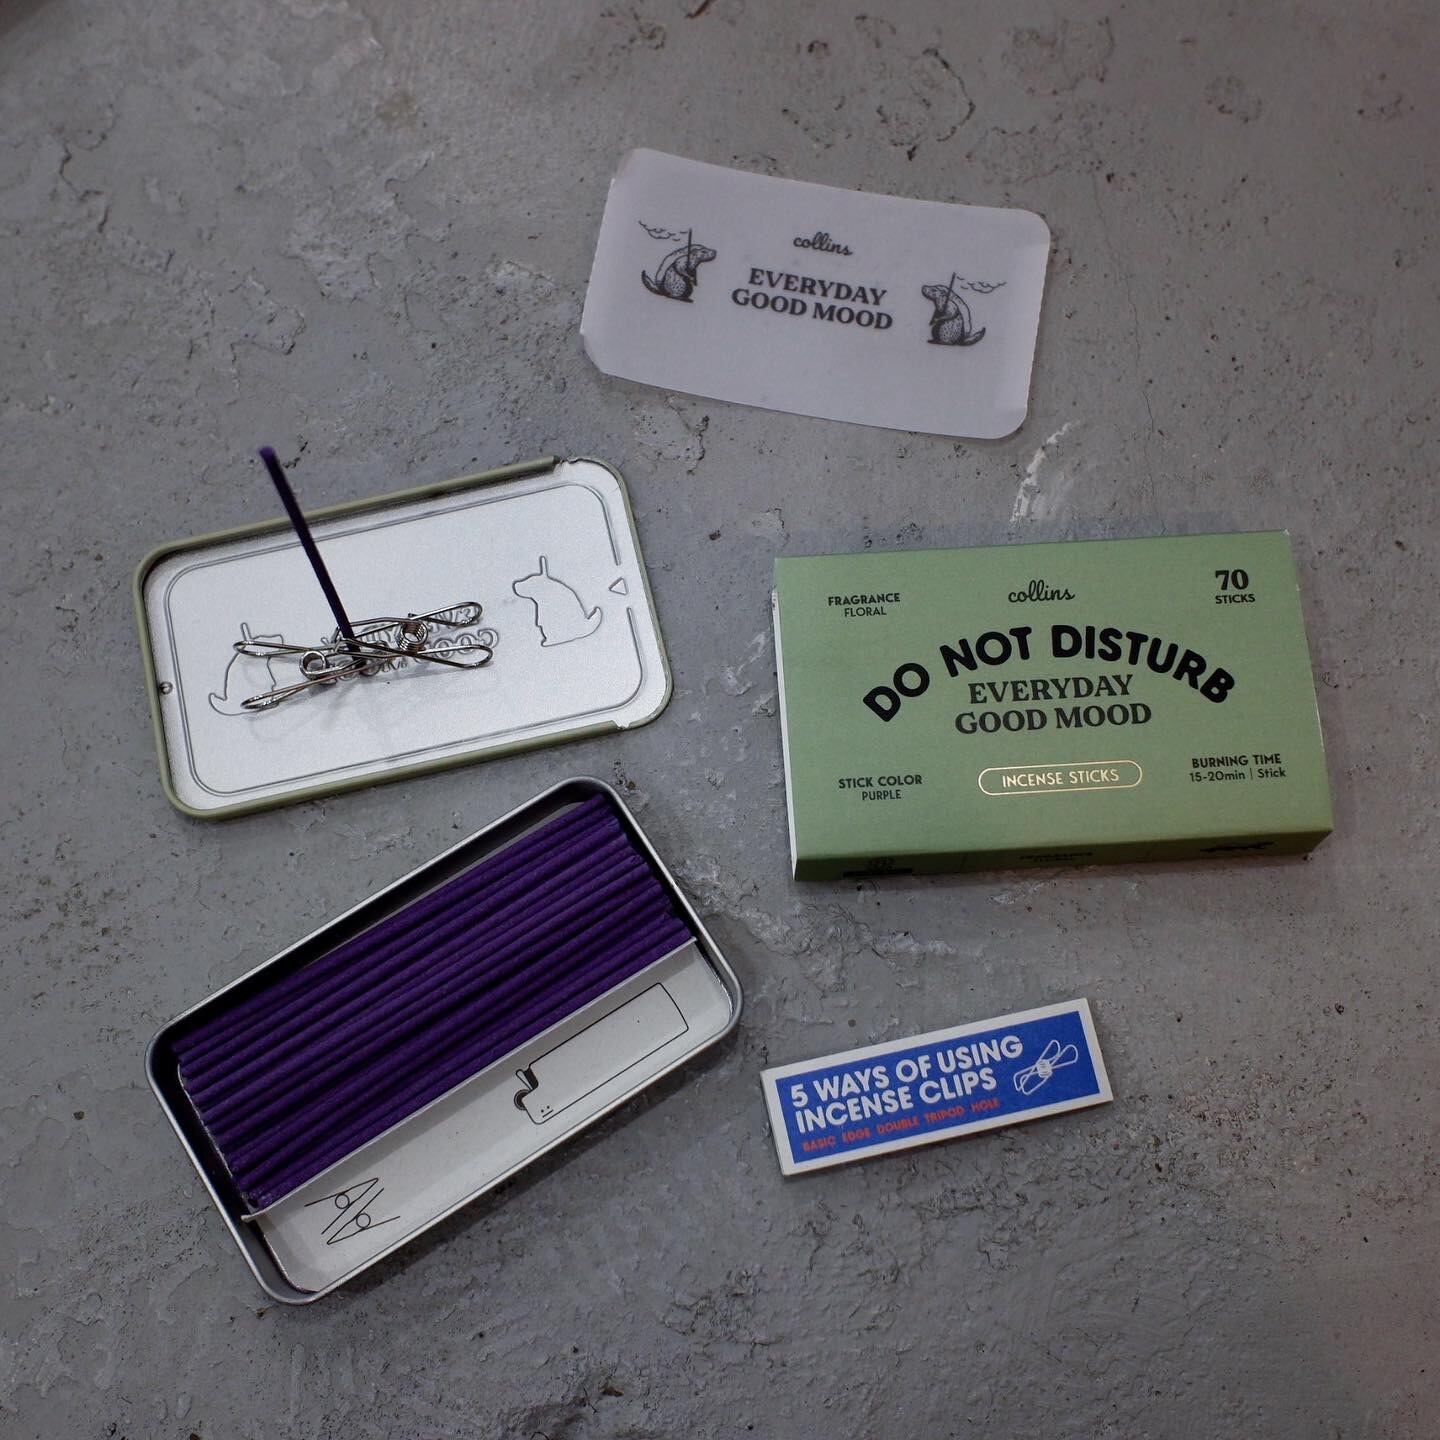 collins
EVERYDAY
GOOD MOOD
FRAGRANCE
FLORAL
collins
70
STICKS
DO NOT DISTURB
EVERYDAY
GOOD MOOD
STICK COLOR
PURPLE
INCENSE STICKS
BURNING TIME
15-20min | Stick
5 WAYS OF USING
INCENSE CLIPS
BASIC EDGE DOUBLE TRIPOD HOLE